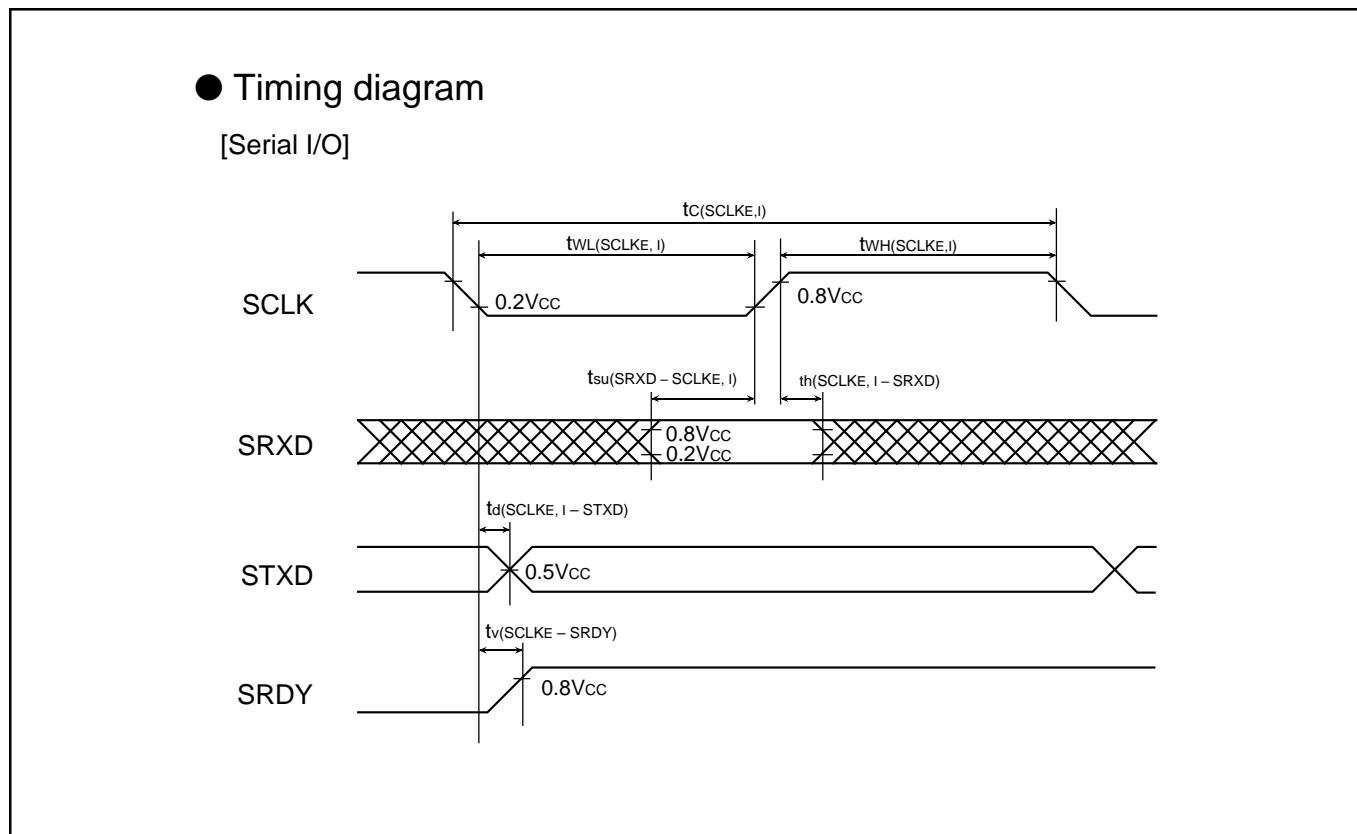 ● Timing diagram
[Serial I/O]
tC(SCLKE,I)
tWL(SCLKE, I)
tWH(SCLKE,I)
SCLK
0.2VCC
0.8VCC
tsu(SRXD – SCLKE, I)
th(SCLKE, I – SRXD)
SRXD
0.8VCC
0.2VCC
td(SCLKE, I – STXD)
STXD
0.5VCC
tv(SCLKE – SRDY)
SRDY
0.8VCC